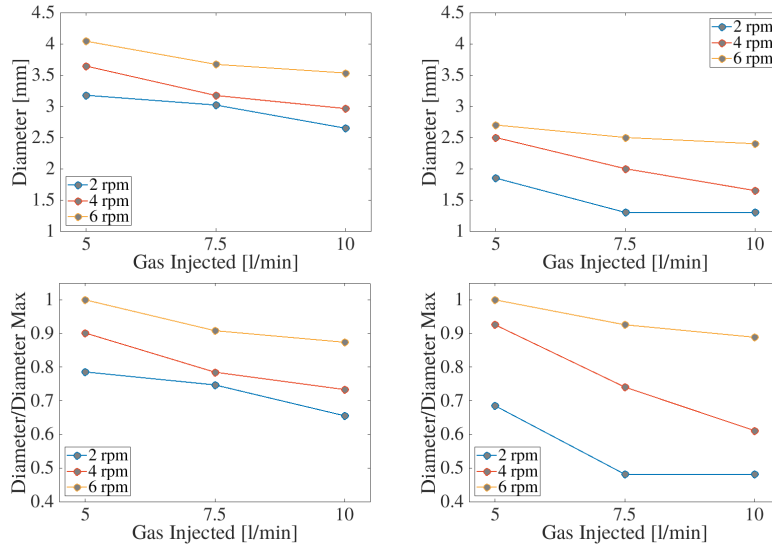 4.5
4
3.5
3
2.5
2
1.5
1
Diameter [mm]
2 rpm
4 rpm
6 rpm
5
7.5
10
Gas Injected [l/min]
4.5
4
3.5
3
2.5
2
1.5
1
Diameter [mm]
2 rpm
4 rpm
6 rpm
5
7.5
10
Gas Injected [l/min]
1
0.9
0.8
0.7
0.6
0.5
0.4
Diameter/Diameter Max
2 rpm
4 rpm
6 rpm
5
7.5
10
Gas Injected [l/min]
1
0.9
0.8
0.7
0.6
0.5
0.4
Diameter/Diameter Max
2 rpm
4 rpm
6 rpm
5
7.5
10
Gas Injected [l/min]